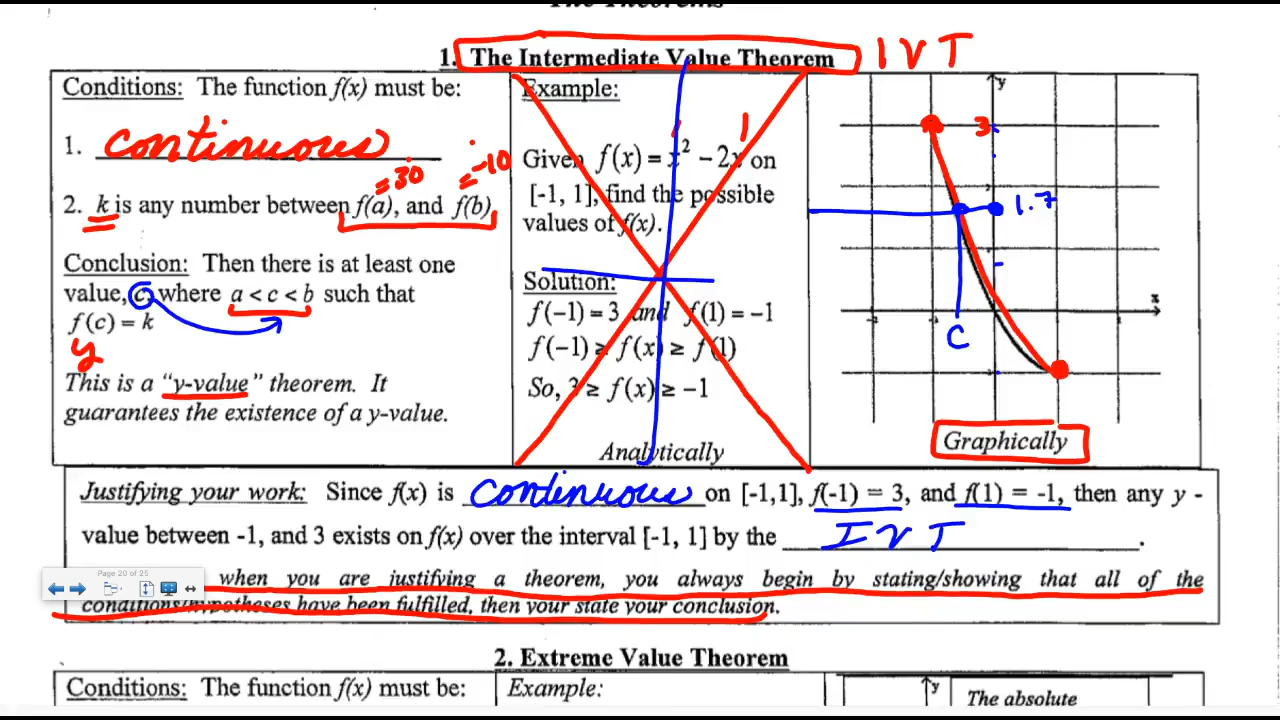 The Theorems
1. The Intermediate Value Theorem IVT
Conditions: The function f(x) must be:
1. continuous
= 30 = -10
2. k is any number between f(a), and f(b)
Conclusion: Then there is at least one
value, c, where a < c < b such that
f(c) = k
y
This is a "y-value" theorem. It
guarantees the existence of a y-value.
Example:
Given f(x) = x² − 2x on
[-1, 1], find the possible
values of f(x).
Solution:
f(−1) = 3 and f(1) = −1
f(−1) ≥ f(x) ≥ f(1)
So, 3 ≥ f(x) ≥ −1
Analytically
y
3
1.7
x
C
Graphically
Justifying your work: Since f(x) is continuous on [-1,1], f(-1) = 3, and f(1) = -1, then any y -
value between -1, and 3 exists on f(x) over the interval [-1, 1] by the IVT.
Page 20 of 25
when you are justifying a theorem, you always begin by stating/showing that all of the
conditions/hypotheses have been fulfilled, then your state your conclusion.
2. Extreme Value Theorem
Conditions: The function f(x) must be:
Example:
y
The absolute